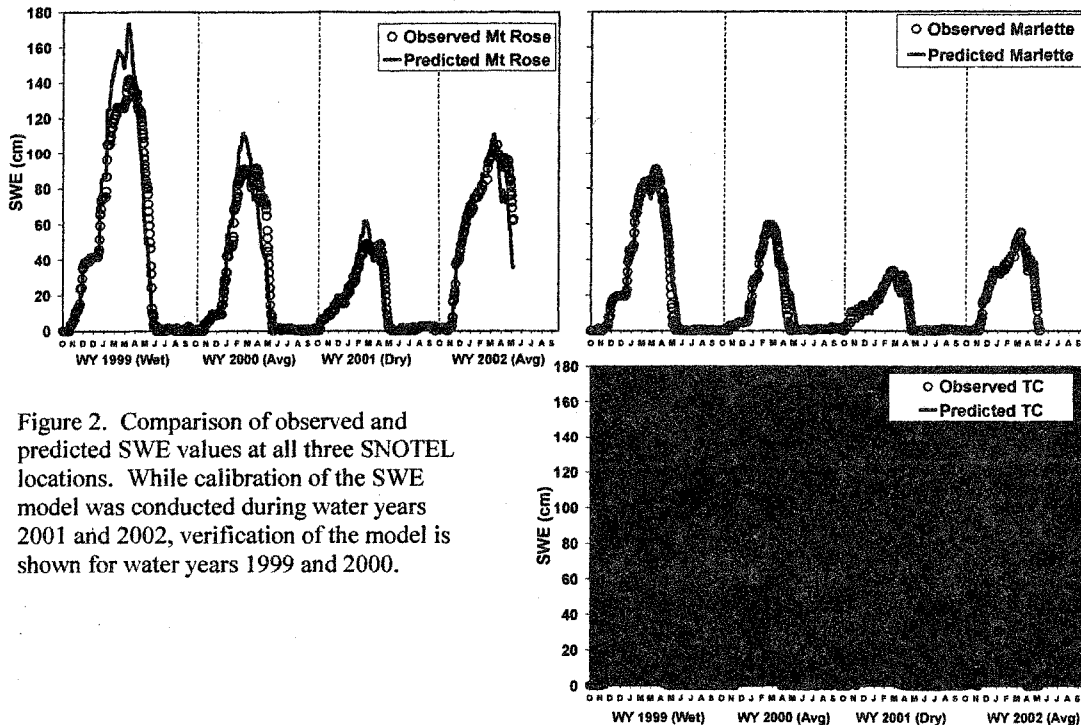 180
160
140
120
100
80
60
40
20
0
SWE (cm)
Observed Mt Rose
Predicted Mt Rose
O N D J F M A M J J A S O N D J F M A M J J A S O N D J F M A M J J A S O N D J F M A M J J A S
WY 1999 (Wet) WY 2000 (Avg) WY 2001 (Dry) WY 2002 (Avg)
Observed Marlette
Predicted Marlette
Figure 2. Comparison of observed and
predicted SWE values at all three SNOTEL
locations. While calibration of the SWE
model was conducted during water years
2001 and 2002, verification of the model is
shown for water years 1999 and 2000.
180
160
140
120
100
80
60
40
20
0
SWE (cm)
Observed TC
Predicted TC
WY 1999 (Wet) WY 2000 (Avg) WY 2001 (Dry) WY 2002 (Avg)